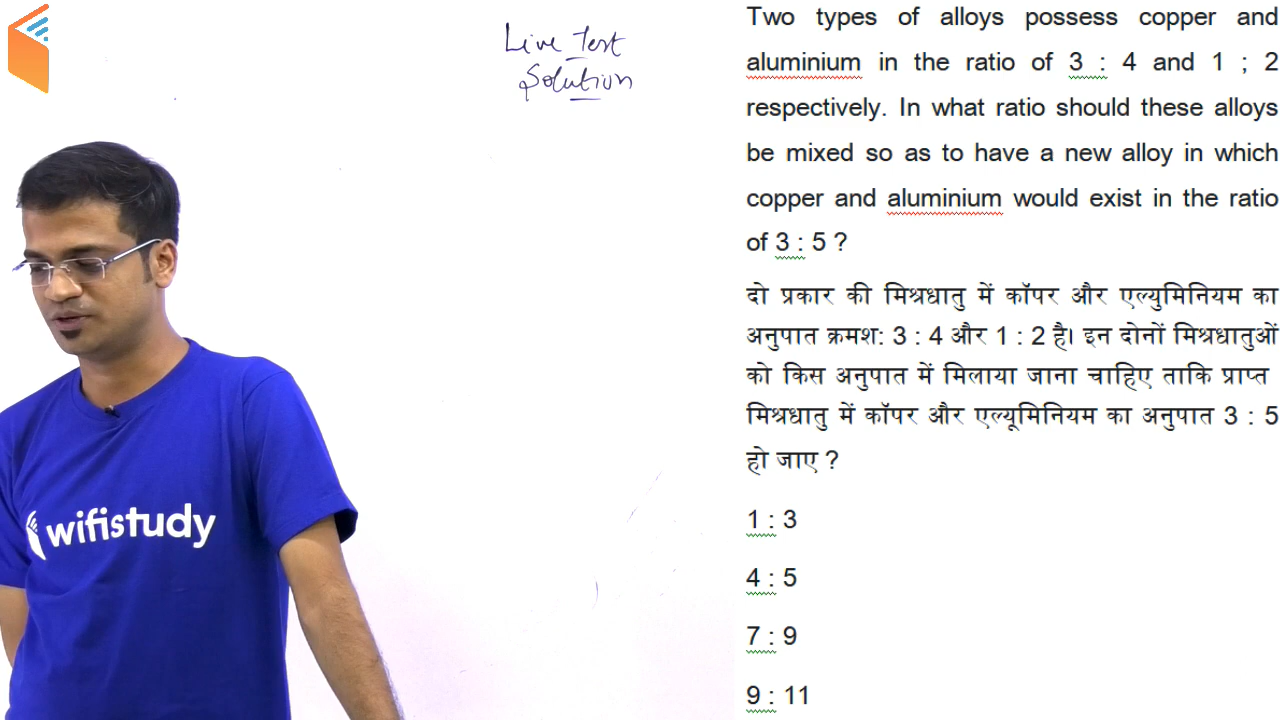 Live Test
Solution
Two types of alloys possess copper and
aluminium in the ratio of 3 : 4 and 1 ; 2
respectively. In what ratio should these alloys
be mixed so as to have a new alloy in which
copper and aluminium would exist in the ratio
of 3 : 5 ?
दो प्रकार की मिश्रधातु में कॉपर और एल्युमिनियम का
अनुपात क्रमश: 3 : 4 और 1 : 2 है। इन दोनों मिश्रधातुओं
को किस अनुपात में मिलाया जाना चाहिए ताकि प्राप्त
मिश्रधातु में कॉपर और एल्यूमिनियम का अनुपात 3 : 5
हो जाए ?
1 : 3
4 : 5
7 : 9
9 : 11
wifistudy